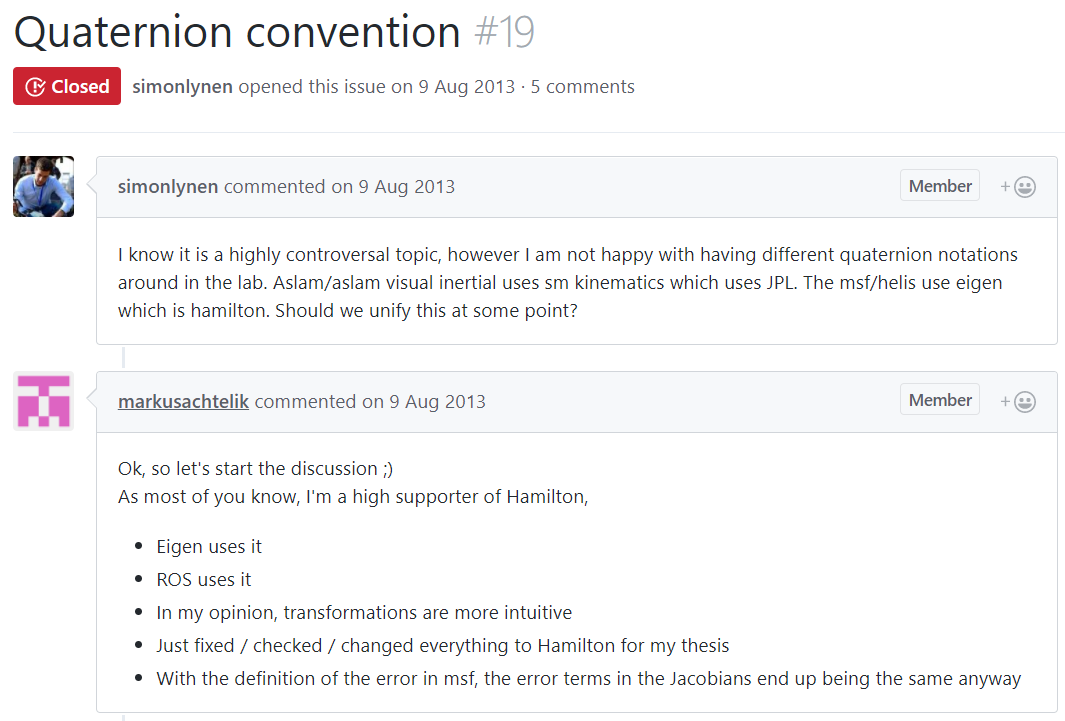 Quaternion convention #19
Closed simonlynen opened this issue on 9 Aug 2013 · 5 comments
simonlynen commented on 9 Aug 2013 Member +
I know it is a highly controversal topic, however I am not happy with having different quaternion notations
around in the lab. Aslam/aslam visual inertial uses sm kinematics which uses JPL. The msf/helis use eigen
which is hamilton. Should we unify this at some point?
markusachtelik commented on 9 Aug 2013 Member +
Ok, so let's start the discussion ;)
As most of you know, I'm a high supporter of Hamilton,
• Eigen uses it
• ROS uses it
• In my opinion, transformations are more intuitive
• Just fixed / checked / changed everything to Hamilton for my thesis
• With the definition of the error in msf, the error terms in the Jacobians end up being the same anyway